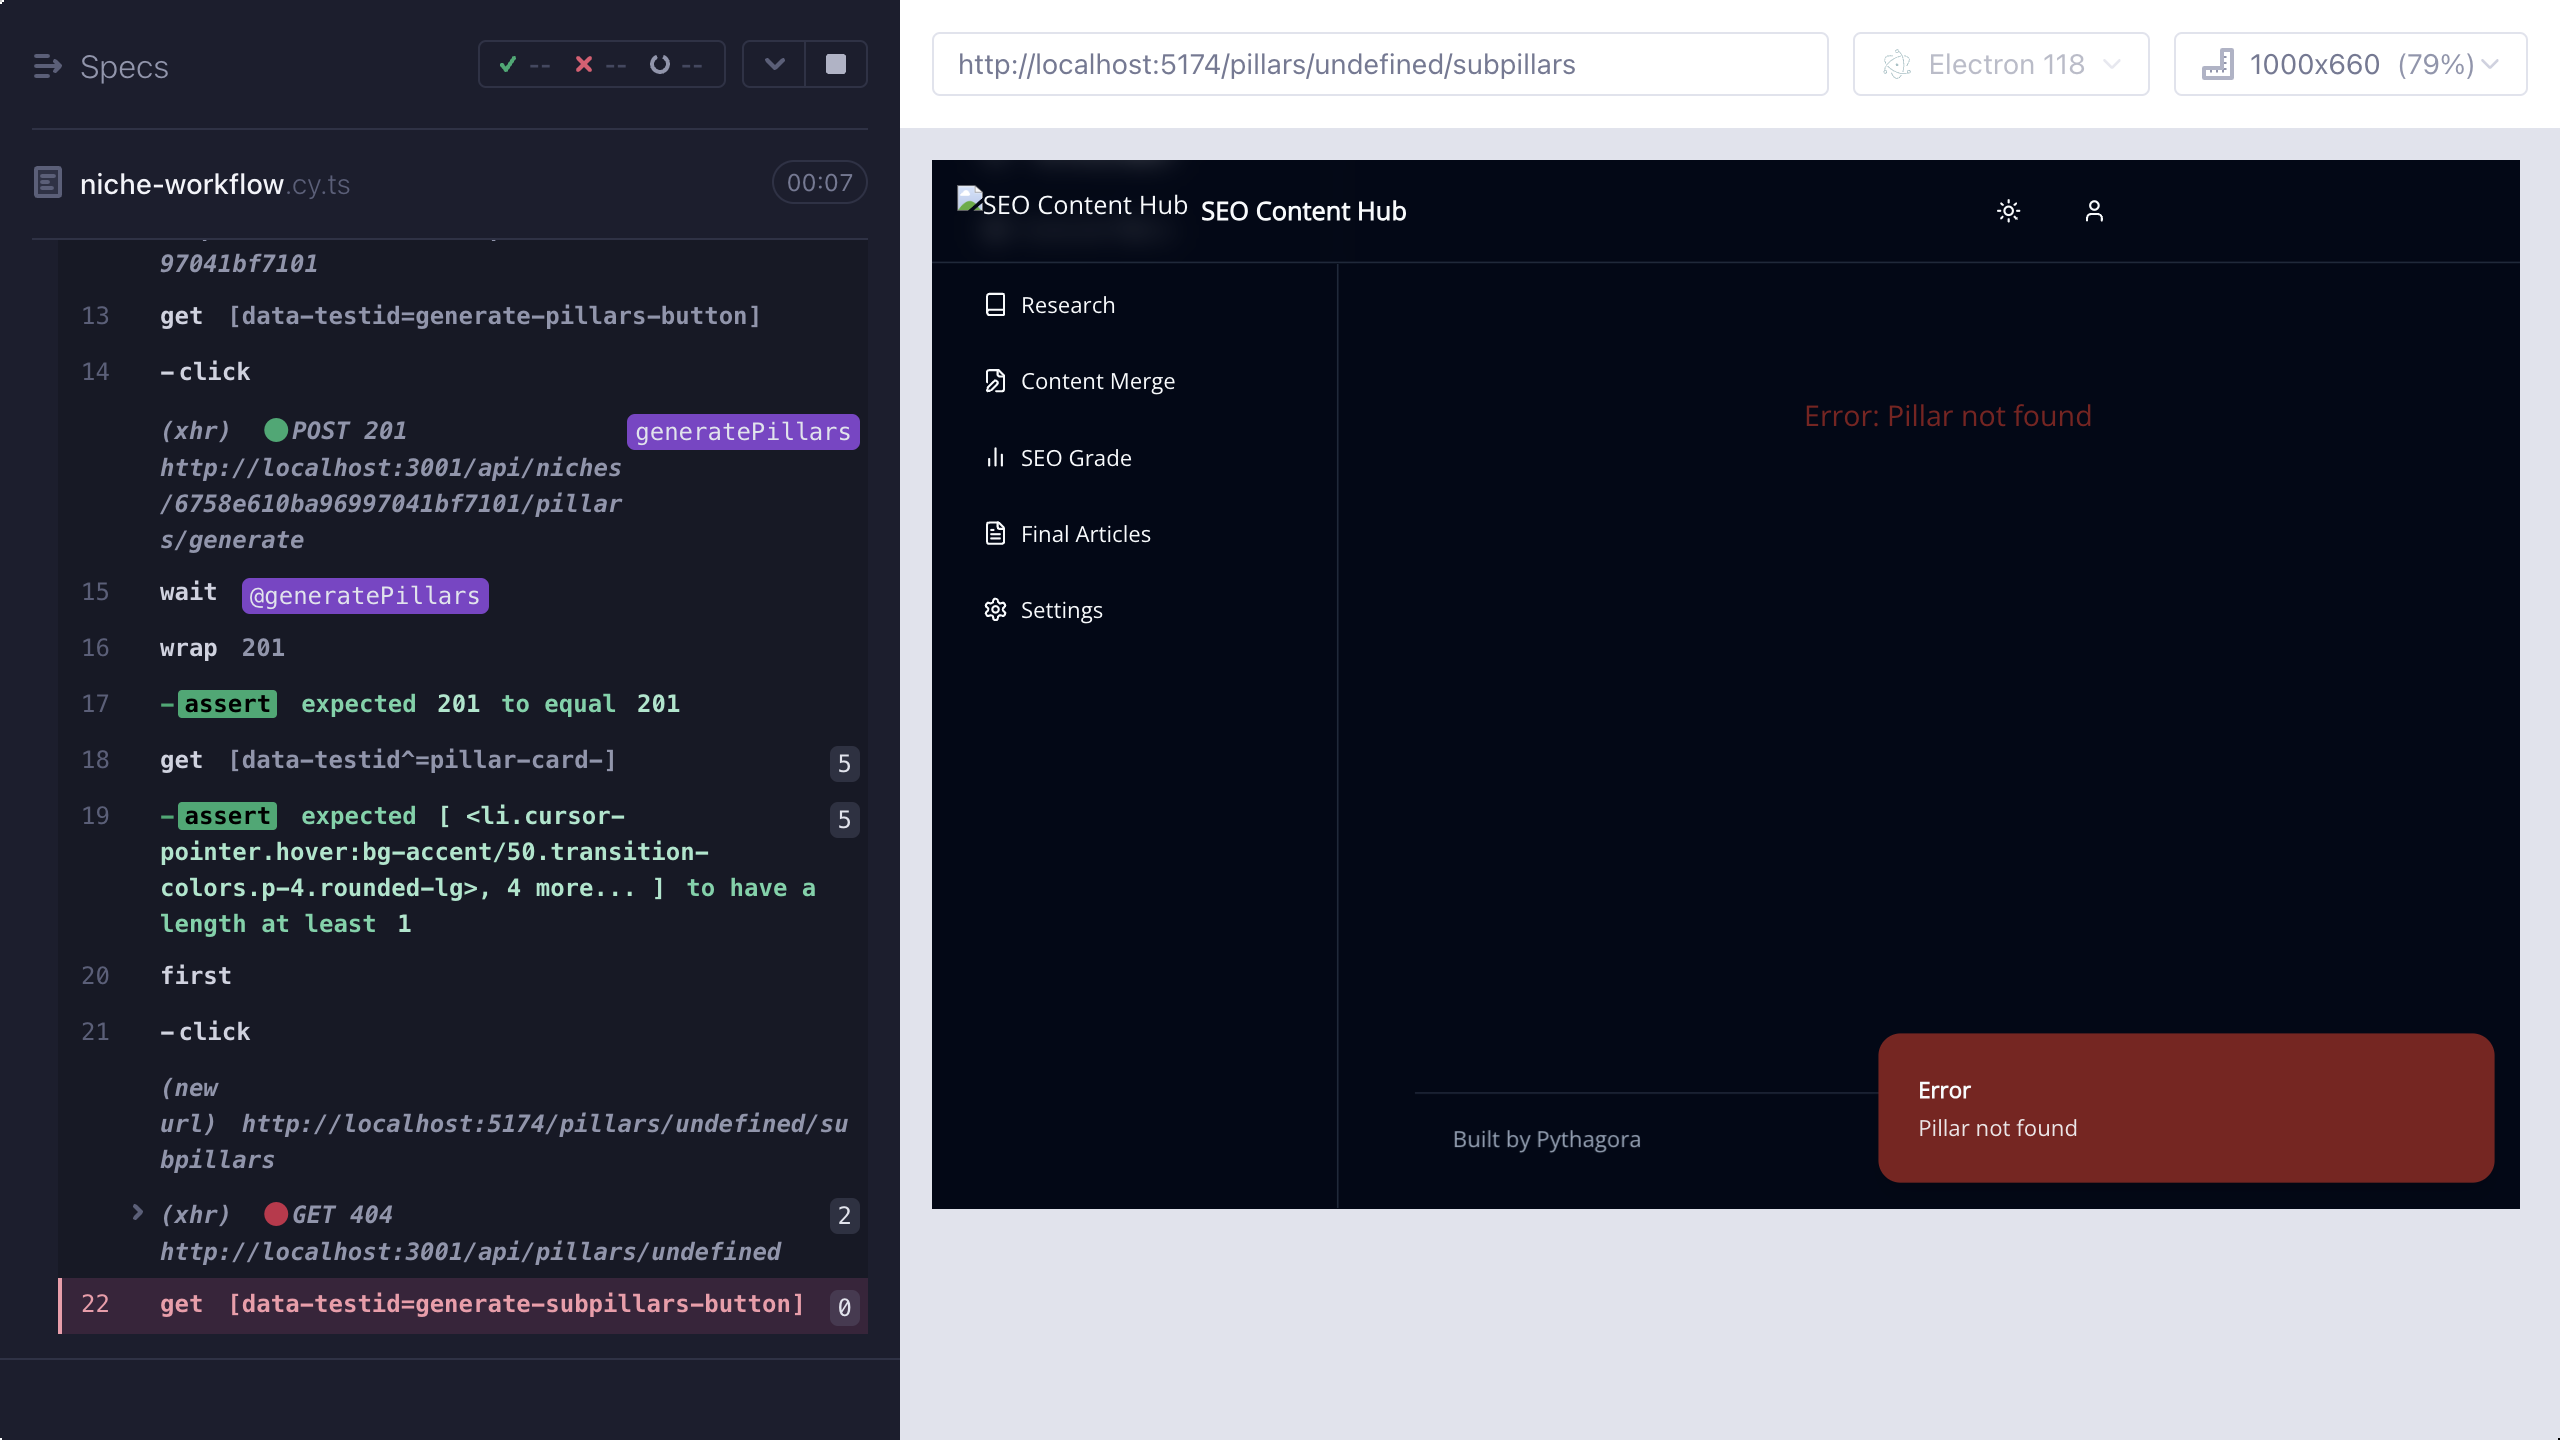 Specs
-- -- --
niche-workflow.cy.ts
00:07
97041bf7101
13 get [data-testid=generate-pillars-button]
14 -click
(xhr) POST 201 generatePillars
http://localhost:3001/api/niches
/6758e610ba96997041bf7101/pillar
s/generate
15 wait @generatePillars
16 wrap 201
17 -assert expected 201 to equal 201
18 get [data-testid^=pillar-card-] 5
19 -assert expected [ <li.cursor- 5
pointer.hover:bg-accent/50.transition-
colors.p-4.rounded-lg>, 4 more... ] to have a
length at least 1
20 first
21 -click
(new
url) http://localhost:5174/pillars/undefined/su
bpillars
(xhr) GET 404 2
http://localhost:3001/api/pillars/undefined
22 get [data-testid=generate-subpillars-button] 0
http://localhost:5174/pillars/undefined/subpillars
Electron 118
1000x660 (79%)
SEO Content Hub SEO Content Hub
Research
Content Merge
SEO Grade
Final Articles
Settings
Error: Pillar not found
Built by Pythagora
Error
Pillar not found